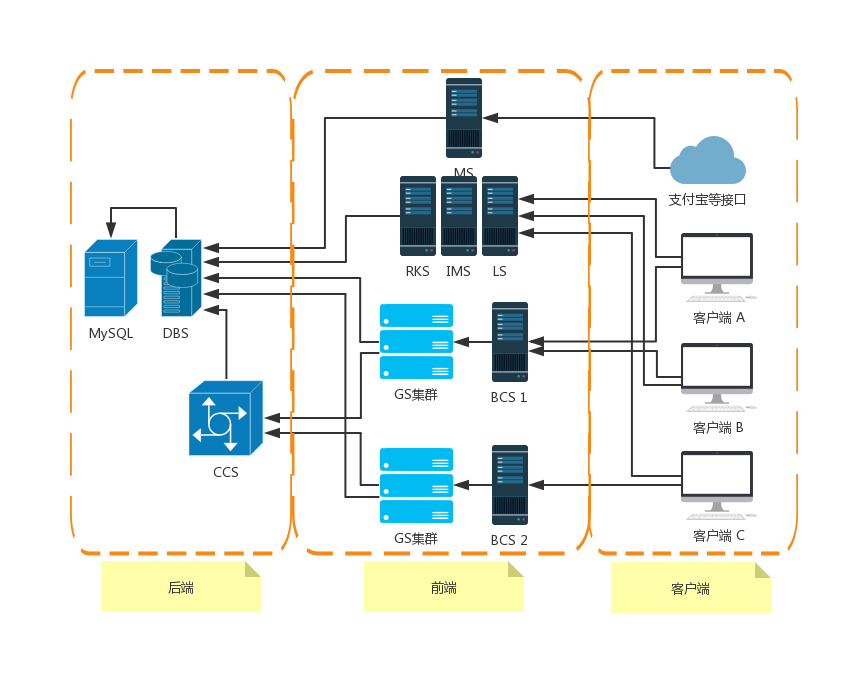 MS
支付宝等接口
RKS
IMS
LS
客户端 A
MySQL
DBS
GS集群
BCS 1
客户端 B
CCS
GS集群
BCS 2
客户端 C
后端
前端
客户端